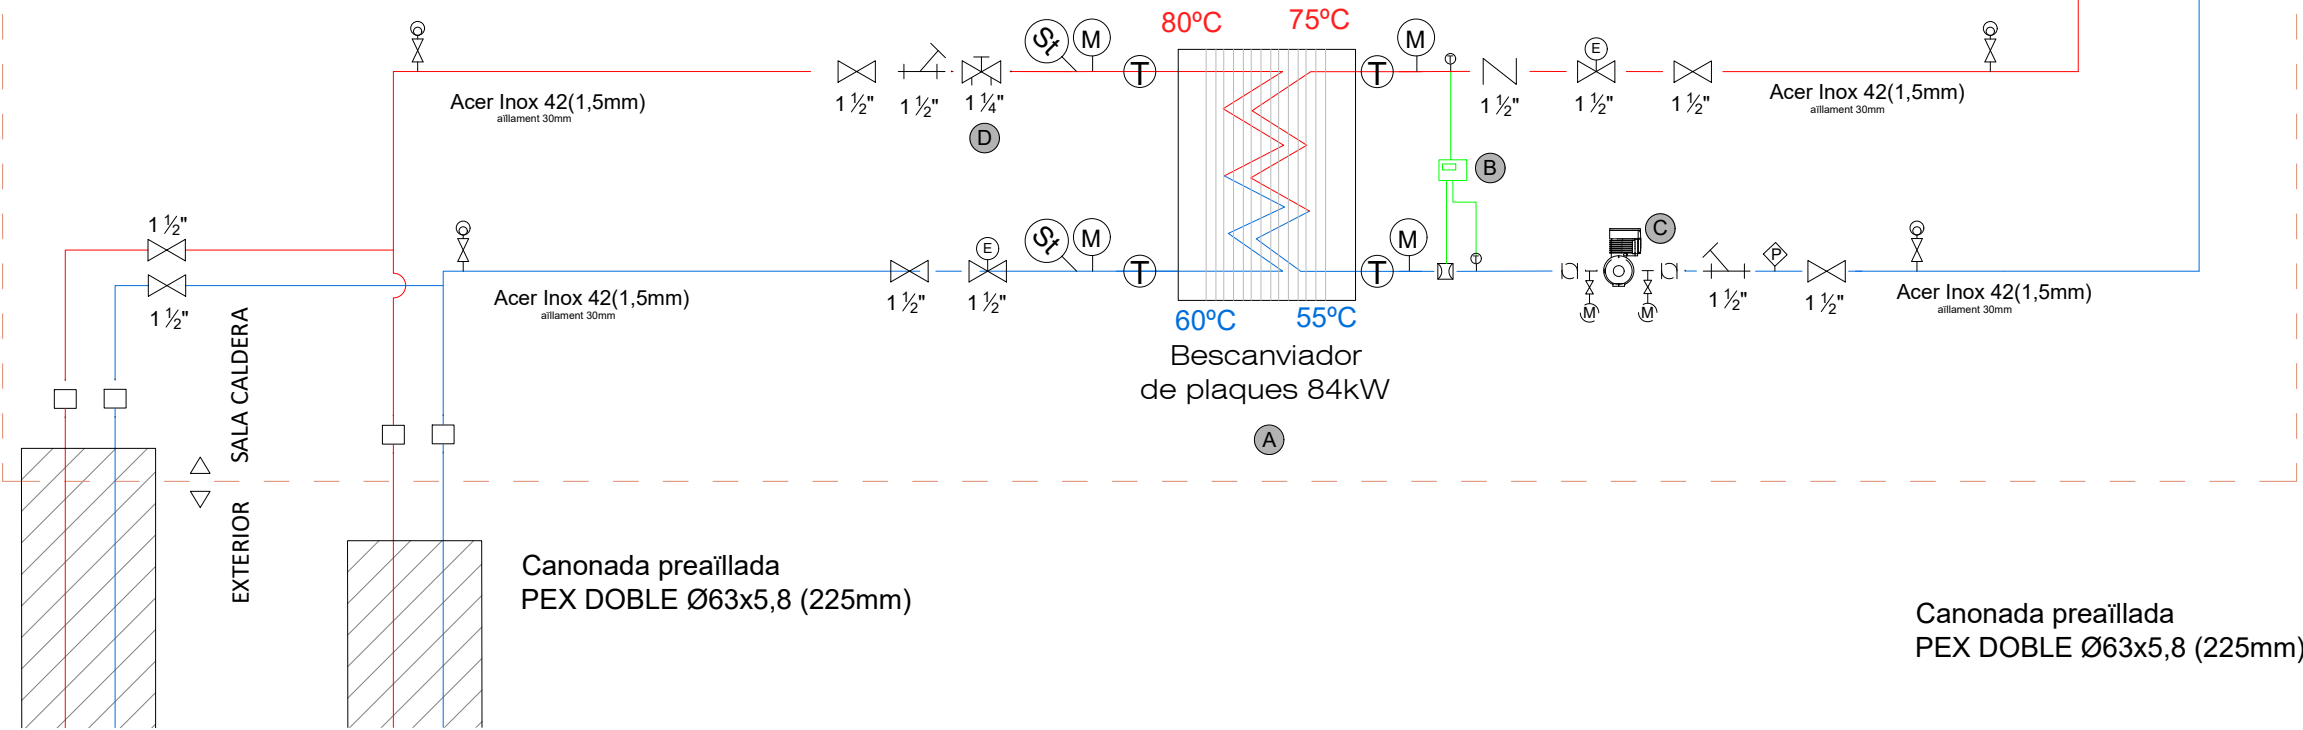 80ºC
75ºC
St
M
T
T
M
T
E
1 ½"
1 ½"
1 ¼"
1 ½"
1 ½"
1 ½"
Acer Inox 42(1,5mm)
aïllament 30mm
Acer Inox 42(1,5mm)
aïllament 30mm
D
B
1 ½"
1 ½"
E
St
M
T
T
M
T
C
P
M
M
1 ½"
1 ½"
1 ½"
1 ½"
Acer Inox 42(1,5mm)
aïllament 30mm
Acer Inox 42(1,5mm)
aïllament 30mm
60ºC
55ºC
Bescanviador
de plaques 84kW
A
SALA CALDERA
EXTERIOR
Canonada preaïllada
PEX DOBLE Ø63x5,8 (225mm)
Canonada preaïllada
PEX DOBLE Ø63x5,8 (225mm)